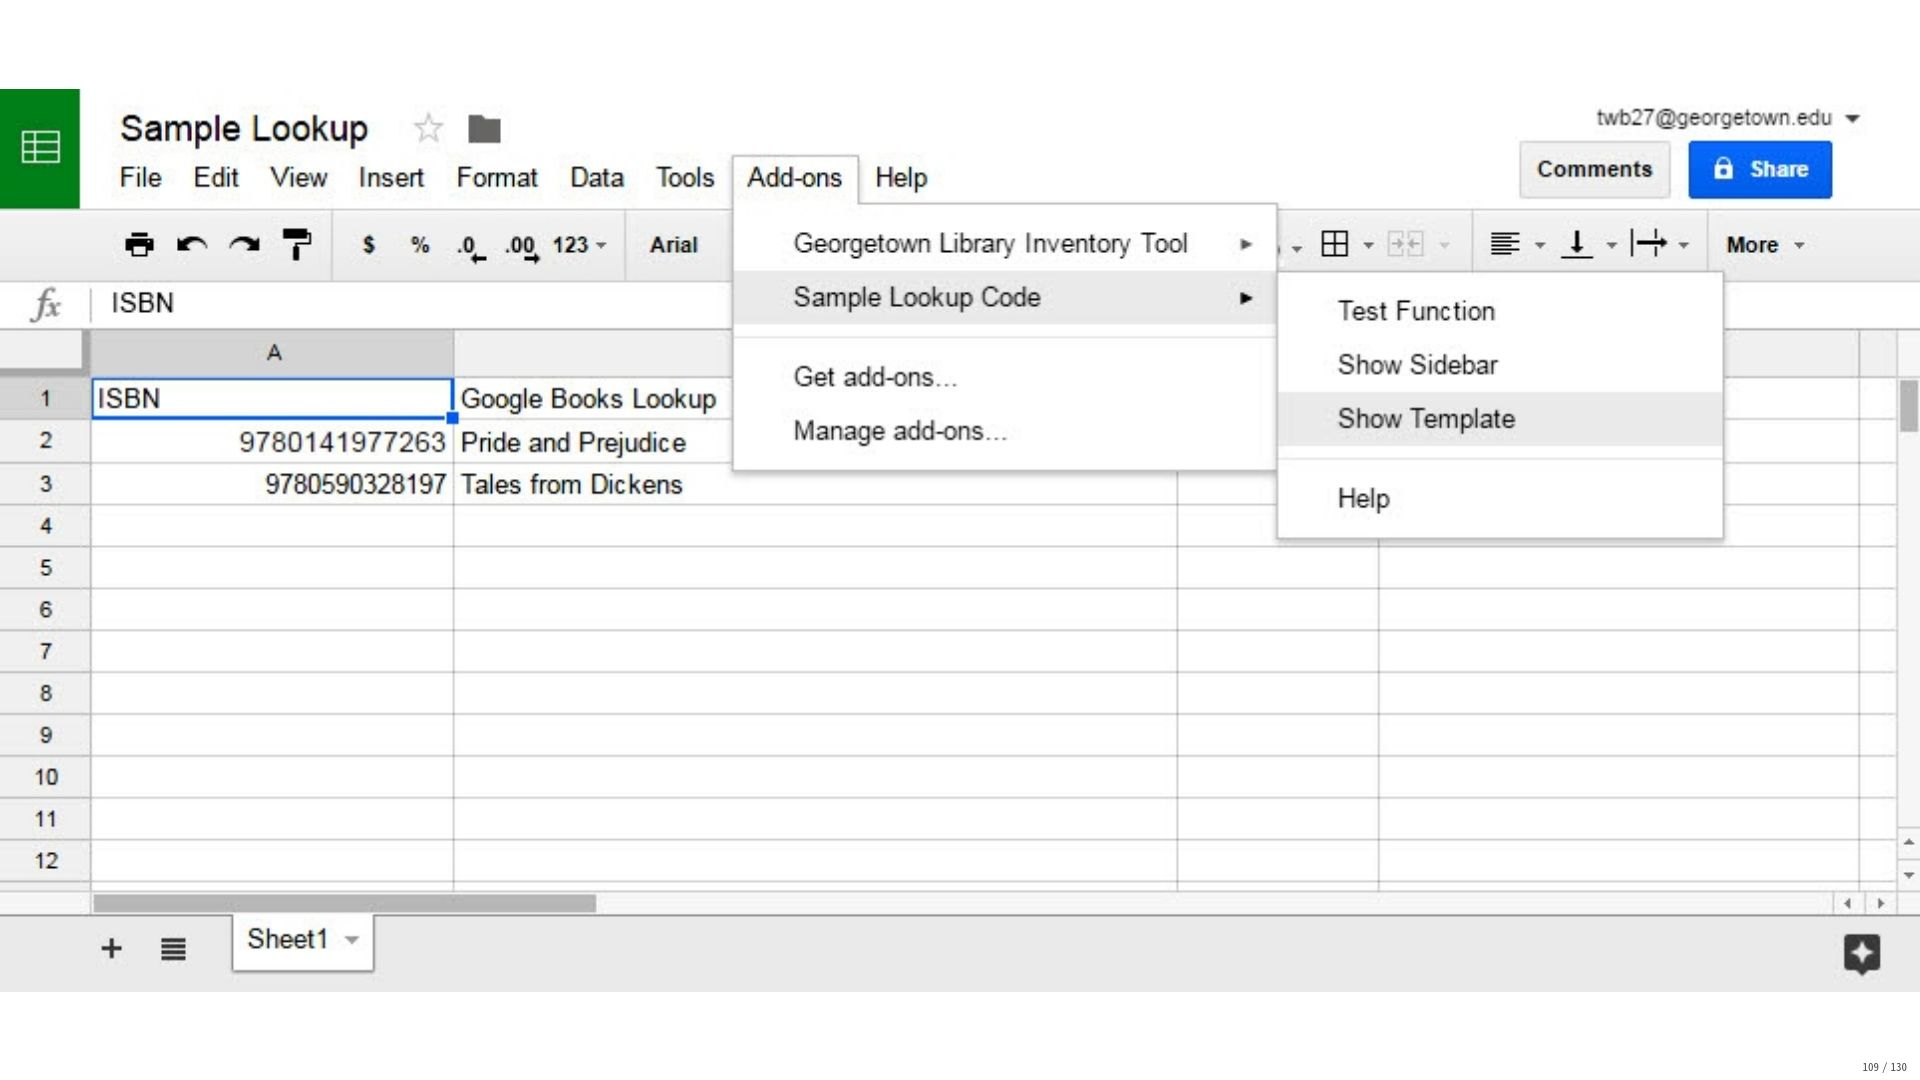 Sample Lookup
twb27@georgetown.edu
File Edit View Insert Format Data Tools Add-ons Help
Comments
Share
$ % .0 .00 123 Arial
More
Georgetown Library Inventory Tool
Sample Lookup Code
Get add-ons...
Manage add-ons...
Test Function
Show Sidebar
Show Template
Help
fx ISBN
A
1 ISBN Google Books Lookup
2 9780141977263 Pride and Prejudice
3 9780590328197 Tales from Dickens
4
5
6
7
8
9
10
11
12
Sheet1
109 / 130